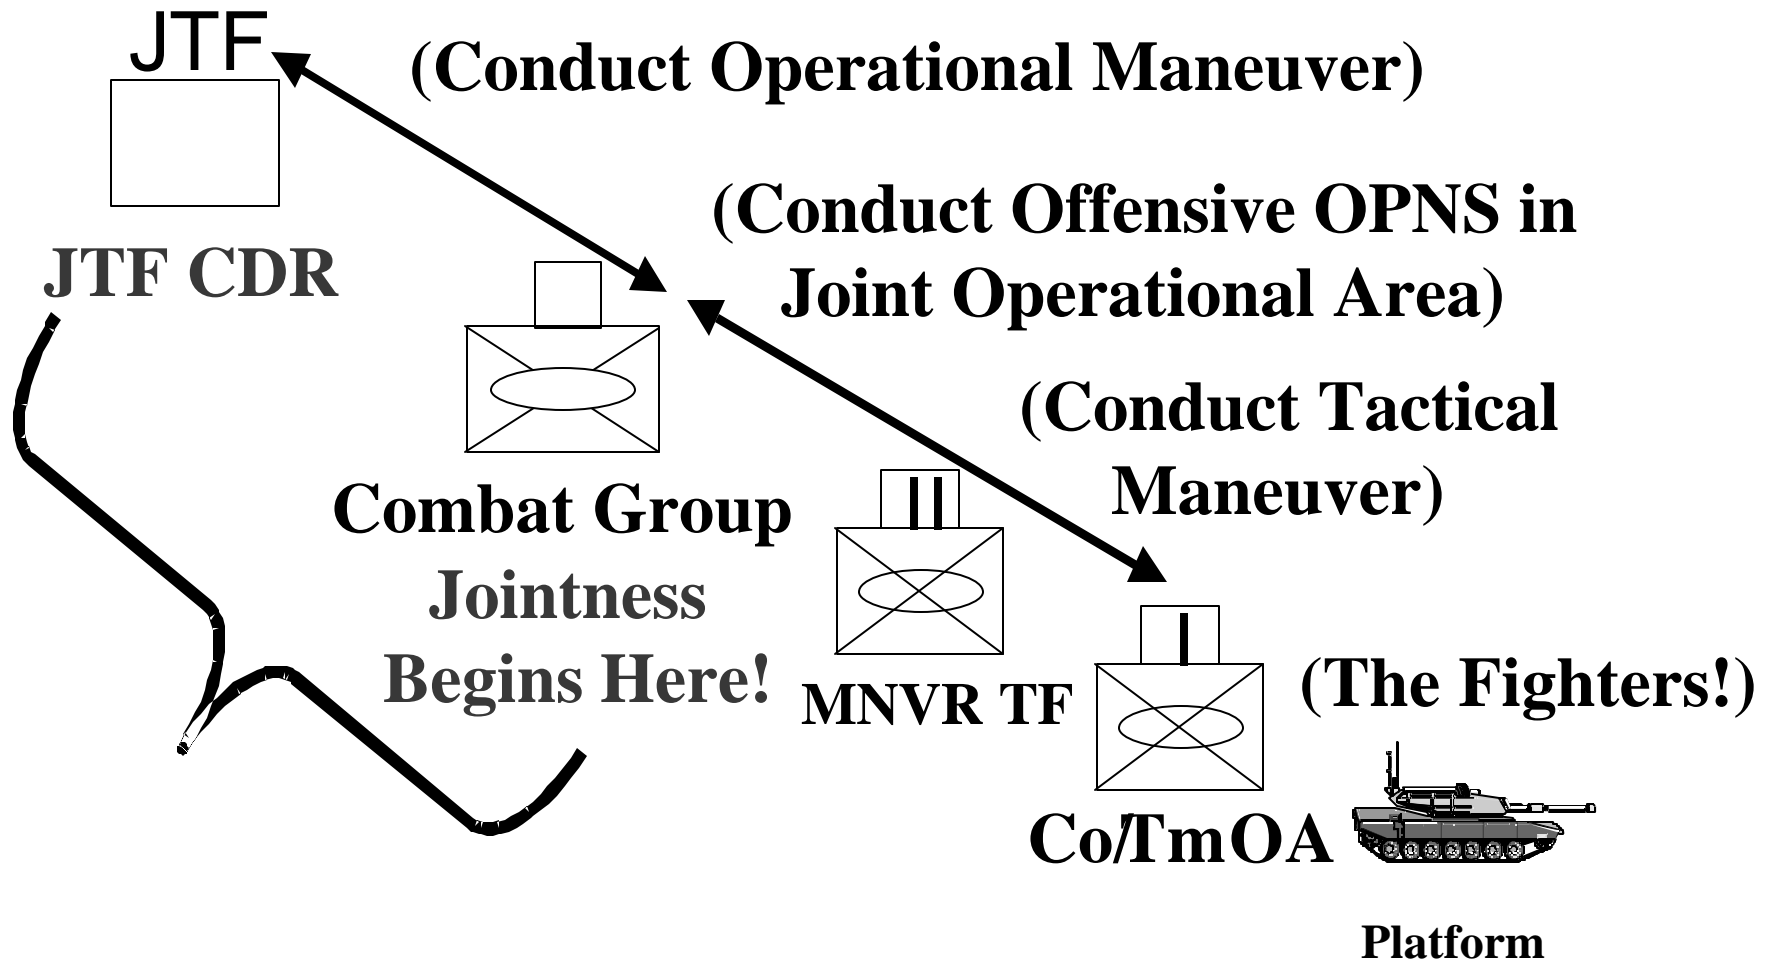 JTF
(Conduct Operational Maneuver)
(Conduct Offensive OPNS in
Joint Operational Area)
JTF CDR
(Conduct Tactical
Maneuver)
Combat Group
Jointness
Begins Here!
MNVR TF
(The Fighters!)
Co/TmOA
Platform